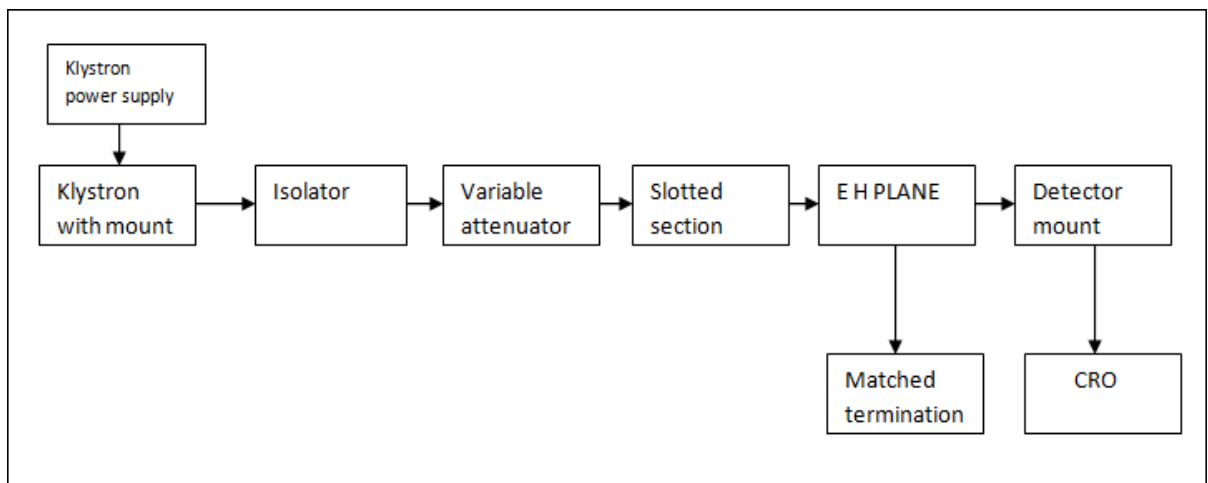 Klystron
power supply
Klystron
with mount
Isolator
Variable
attenuator
Slotted
section
E H PLANE
Detector
mount
Matched
termination
CRO